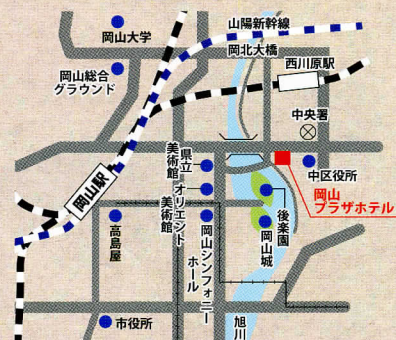 岡山大学
山陽新幹線
岡北大橋
西川原駅
岡山総合
グラウンド
中央署
県立
美術館
中区役所
岡山駅
オリエント
美術館
岡山
プラザホテル
後楽園
岡山城
高島屋
岡山シンフォニー
ホール
市役所
旭川